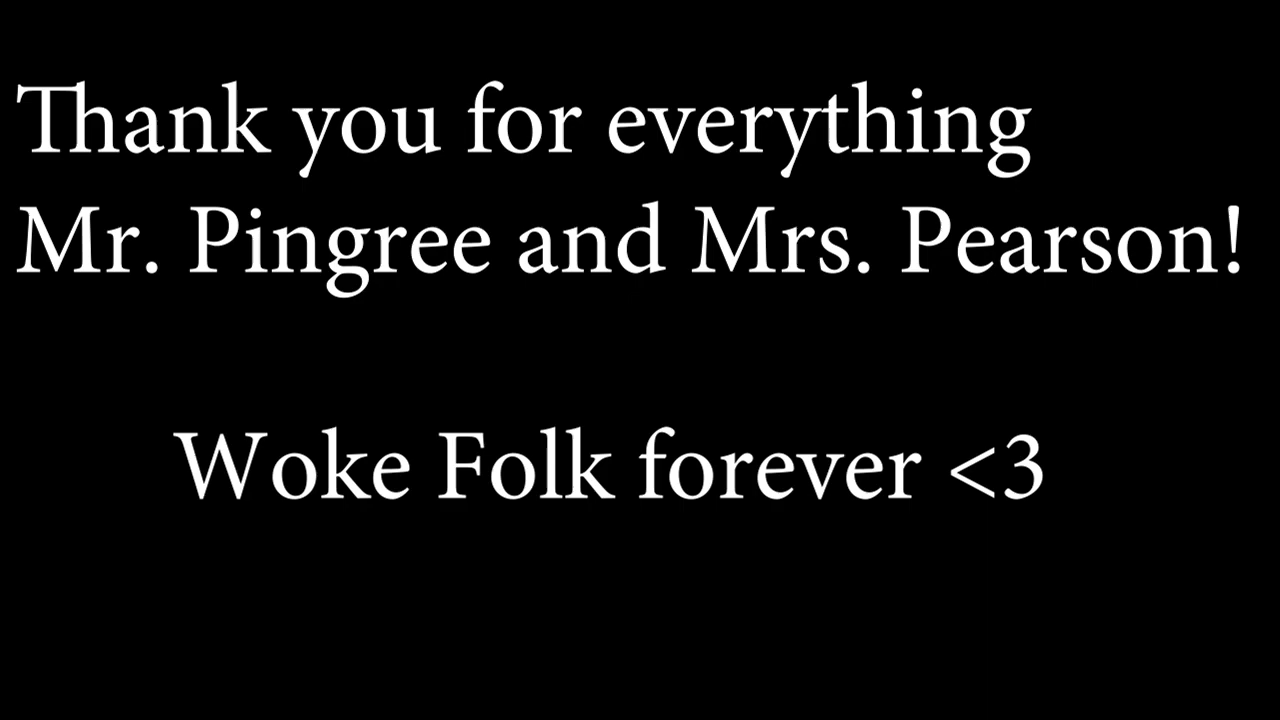 Thank you for everything
Mr. Pingree and Mrs. Pearson!
Woke Folk forever <3